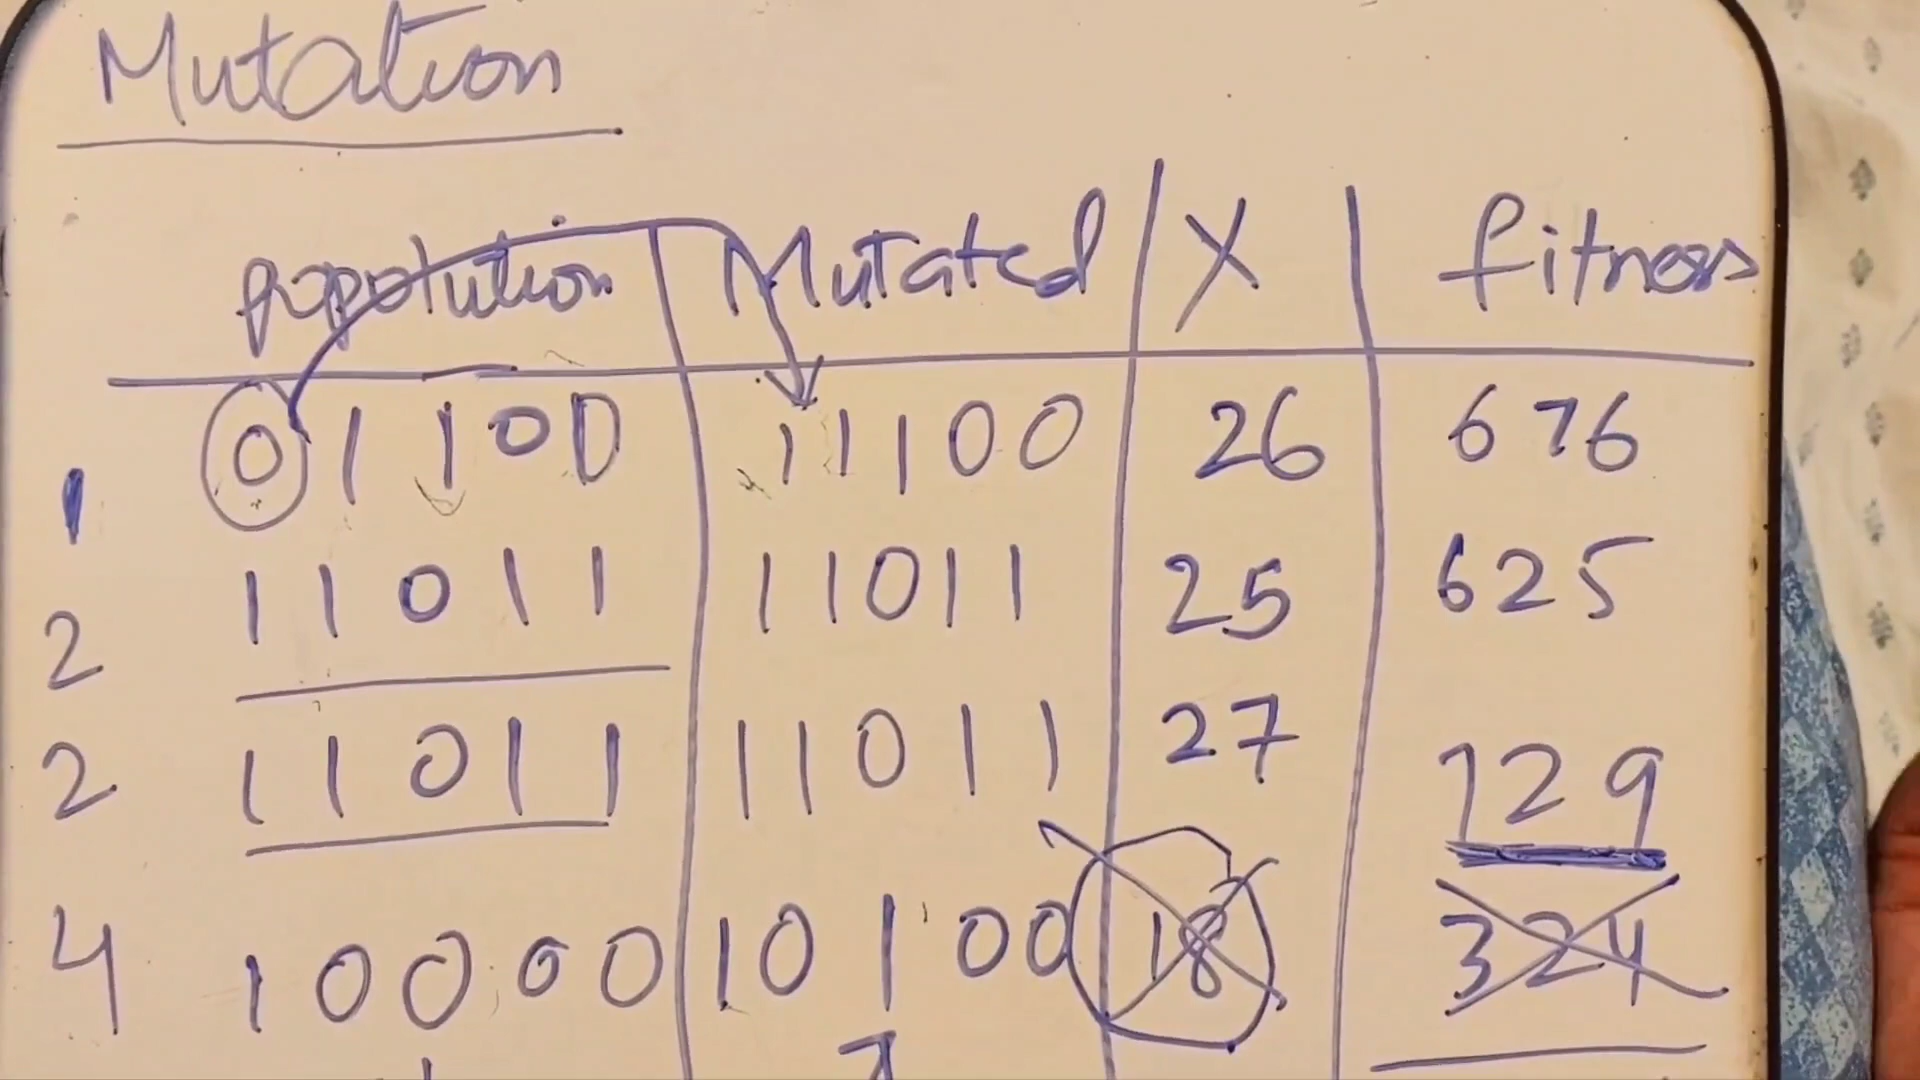 Mutation
population Mutated X fitness
1 01100 11100 26 676
2 11011 11011 25 625
2 11011 11011 27 729
4 10000 10100 18 324